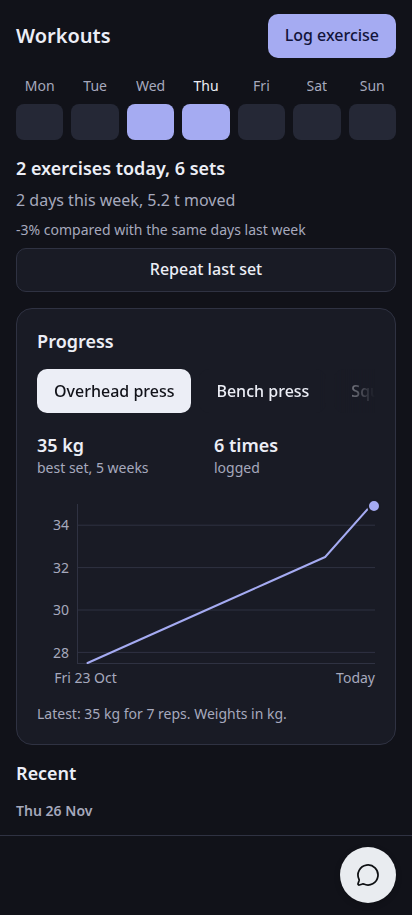 Workouts
Log exercise
Mon Tue Wed Thu Fri Sat Sun
2 exercises today, 6 sets
2 days this week, 5.2 t moved
-3% compared with the same days last week
Repeat last set
Progress
Overhead press Bench press Squ
35 kg 6 times
best set, 5 weeks logged
34
32
30
28
Fri 23 Oct Today
Latest: 35 kg for 7 reps. Weights in kg.
Recent
Thu 26 Nov